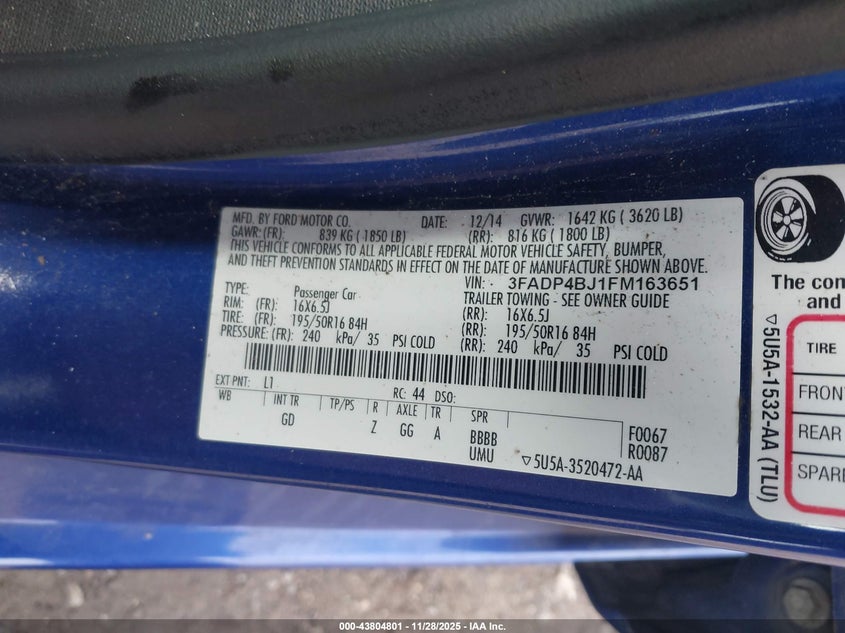 MFD. BY FORD MOTOR CO. DATE: 12/14 GVWR: 1642 KG ( 3620 LB)
GAWR: (FR): 839 KG ( 1850 LB) (RR): 816 KG ( 1800 LB)
THIS VEHICLE CONFORMS TO ALL APPLICABLE FEDERAL MOTOR VEHICLE SAFETY, BUMPER,
AND THEFT PREVENTION STANDARDS IN EFFECT ON THE DATE OF MANUFACTURE SHOWN ABOVE.
VIN: 3FADP4BJ1FM163651
TYPE: Passenger Car TRAILER TOWING - SEE OWNER GUIDE
RIM: (FR): 16X6.5J (RR): 16X6.5J
TIRE: (FR): 195/50R16 84H (RR): 195/50R16 84H
PRESSURE: (FR): 240 kPa/ 35 PSI COLD (RR): 240 kPa/ 35 PSI COLD
EXT PNT: L1 RC: 44 DSO:
WB INT TR TP/PS R AXLE TR SPR
GD Z GG A BBBB F0067
UMU R0087
▽5U5A-3520472-AA
The con
and
▽5U5A-1532-AA (TLU)
TIRE
FRON
REAR
SPARE
000-43804801 | 11/28/2025 - IAA Inc.